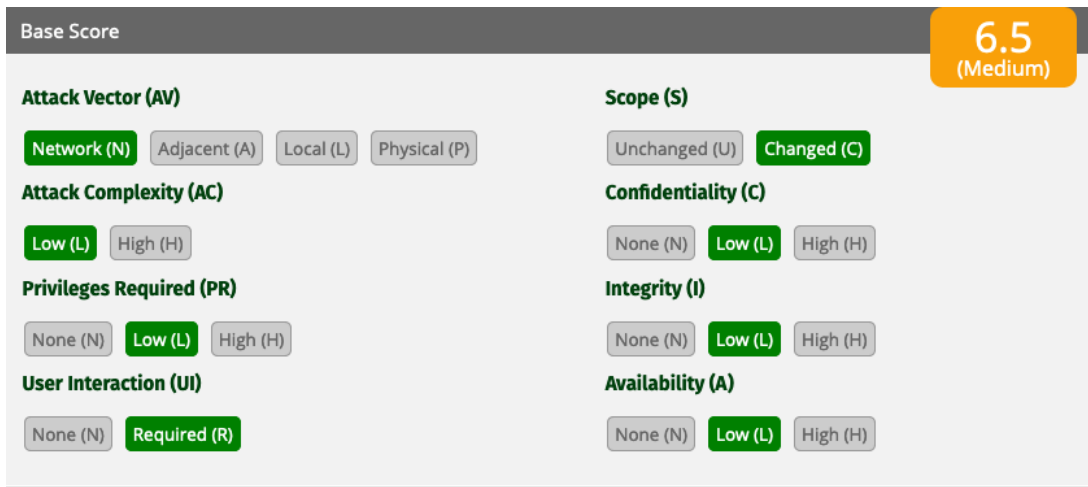 Base Score
6.5
(Medium)
Attack Vector (AV)
Network (N) Adjacent (A) Local (L) Physical (P)
Attack Complexity (AC)
Low (L) High (H)
Privileges Required (PR)
None (N) Low (L) High (H)
User Interaction (UI)
None (N) Required (R)
Scope (S)
Unchanged (U) Changed (C)
Confidentiality (C)
None (N) Low (L) High (H)
Integrity (I)
None (N) Low (L) High (H)
Availability (A)
None (N) Low (L) High (H)